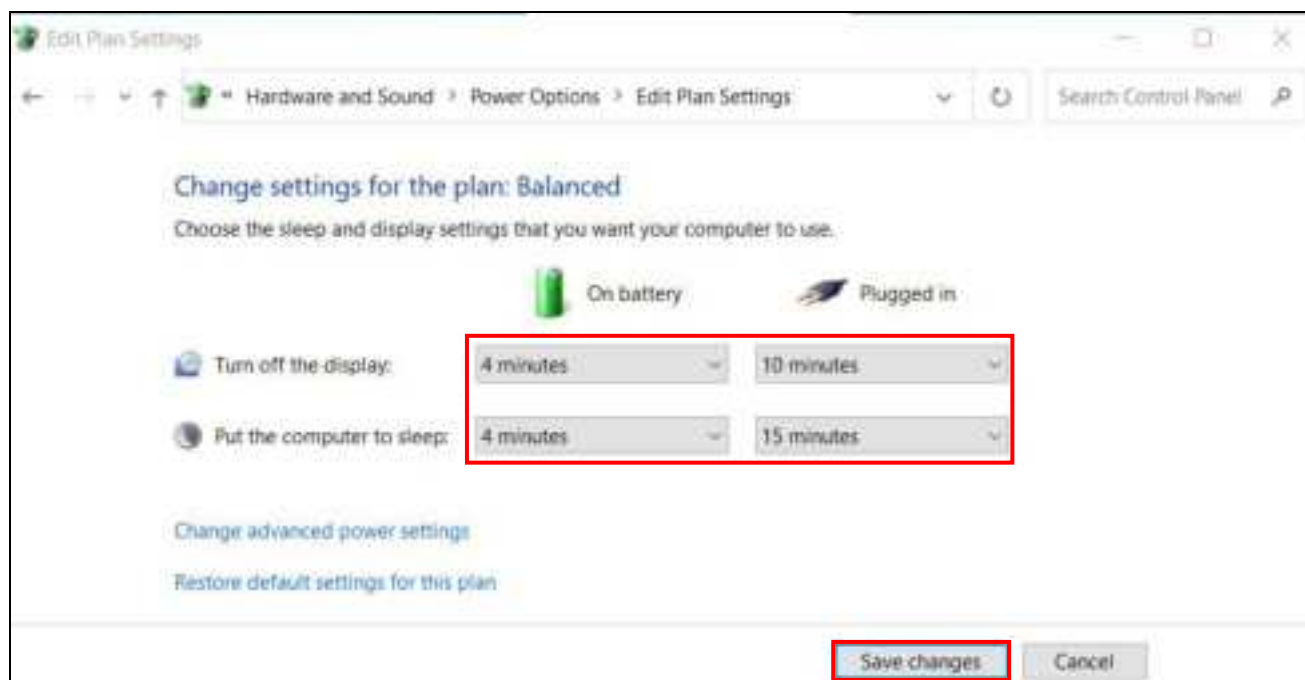 Edit Plan Settings
« Hardware and Sound > Power Options > Edit Plan Settings
Search Control Panel
Change settings for the plan: Balanced
Choose the sleep and display settings that you want your computer to use.
On battery
Plugged in
Turn off the display: 4 minutes 10 minutes
Put the computer to sleep: 4 minutes 15 minutes
Change advanced power settings
Restore default settings for this plan
Save changes Cancel